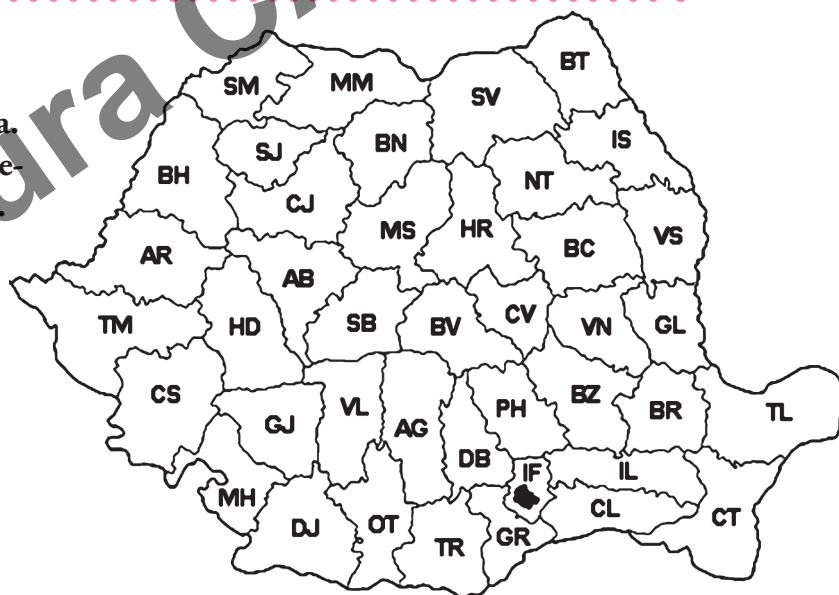 BT
SM MM SV
a.
SJ BN IS
e-
BH NT
CJ
MS HR BC VS
AR
AB
TM HD SB BV CV VN GL
CS VL PH BZ BR TL
GJ AG
DB IF IL
MH CL CT
DJ OT TR GR